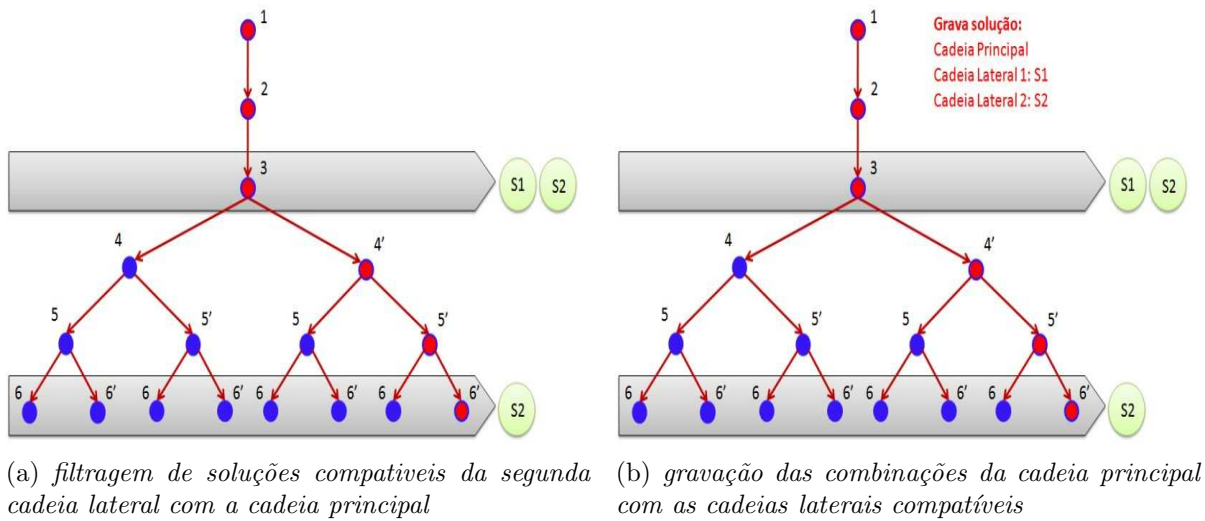 1
2
3
S1 S2
4 4’
5 5’ 5 5’
6 6’ 6 6’ 6 6’ 6 6’
S2
(a) filtragem de soluções compativeis da segunda
cadeia lateral com a cadeia principal
1
Grava solução:
Cadeia Principal
Cadeia Lateral 1: S1
Cadeia Lateral 2: S2
2
3
S1 S2
4 4’
5 5’ 5 5’
6 6’ 6 6’ 6 6’ 6 6’
S2
(b) gravação das combinações da cadeia principal
com as cadeias laterais compatíveis